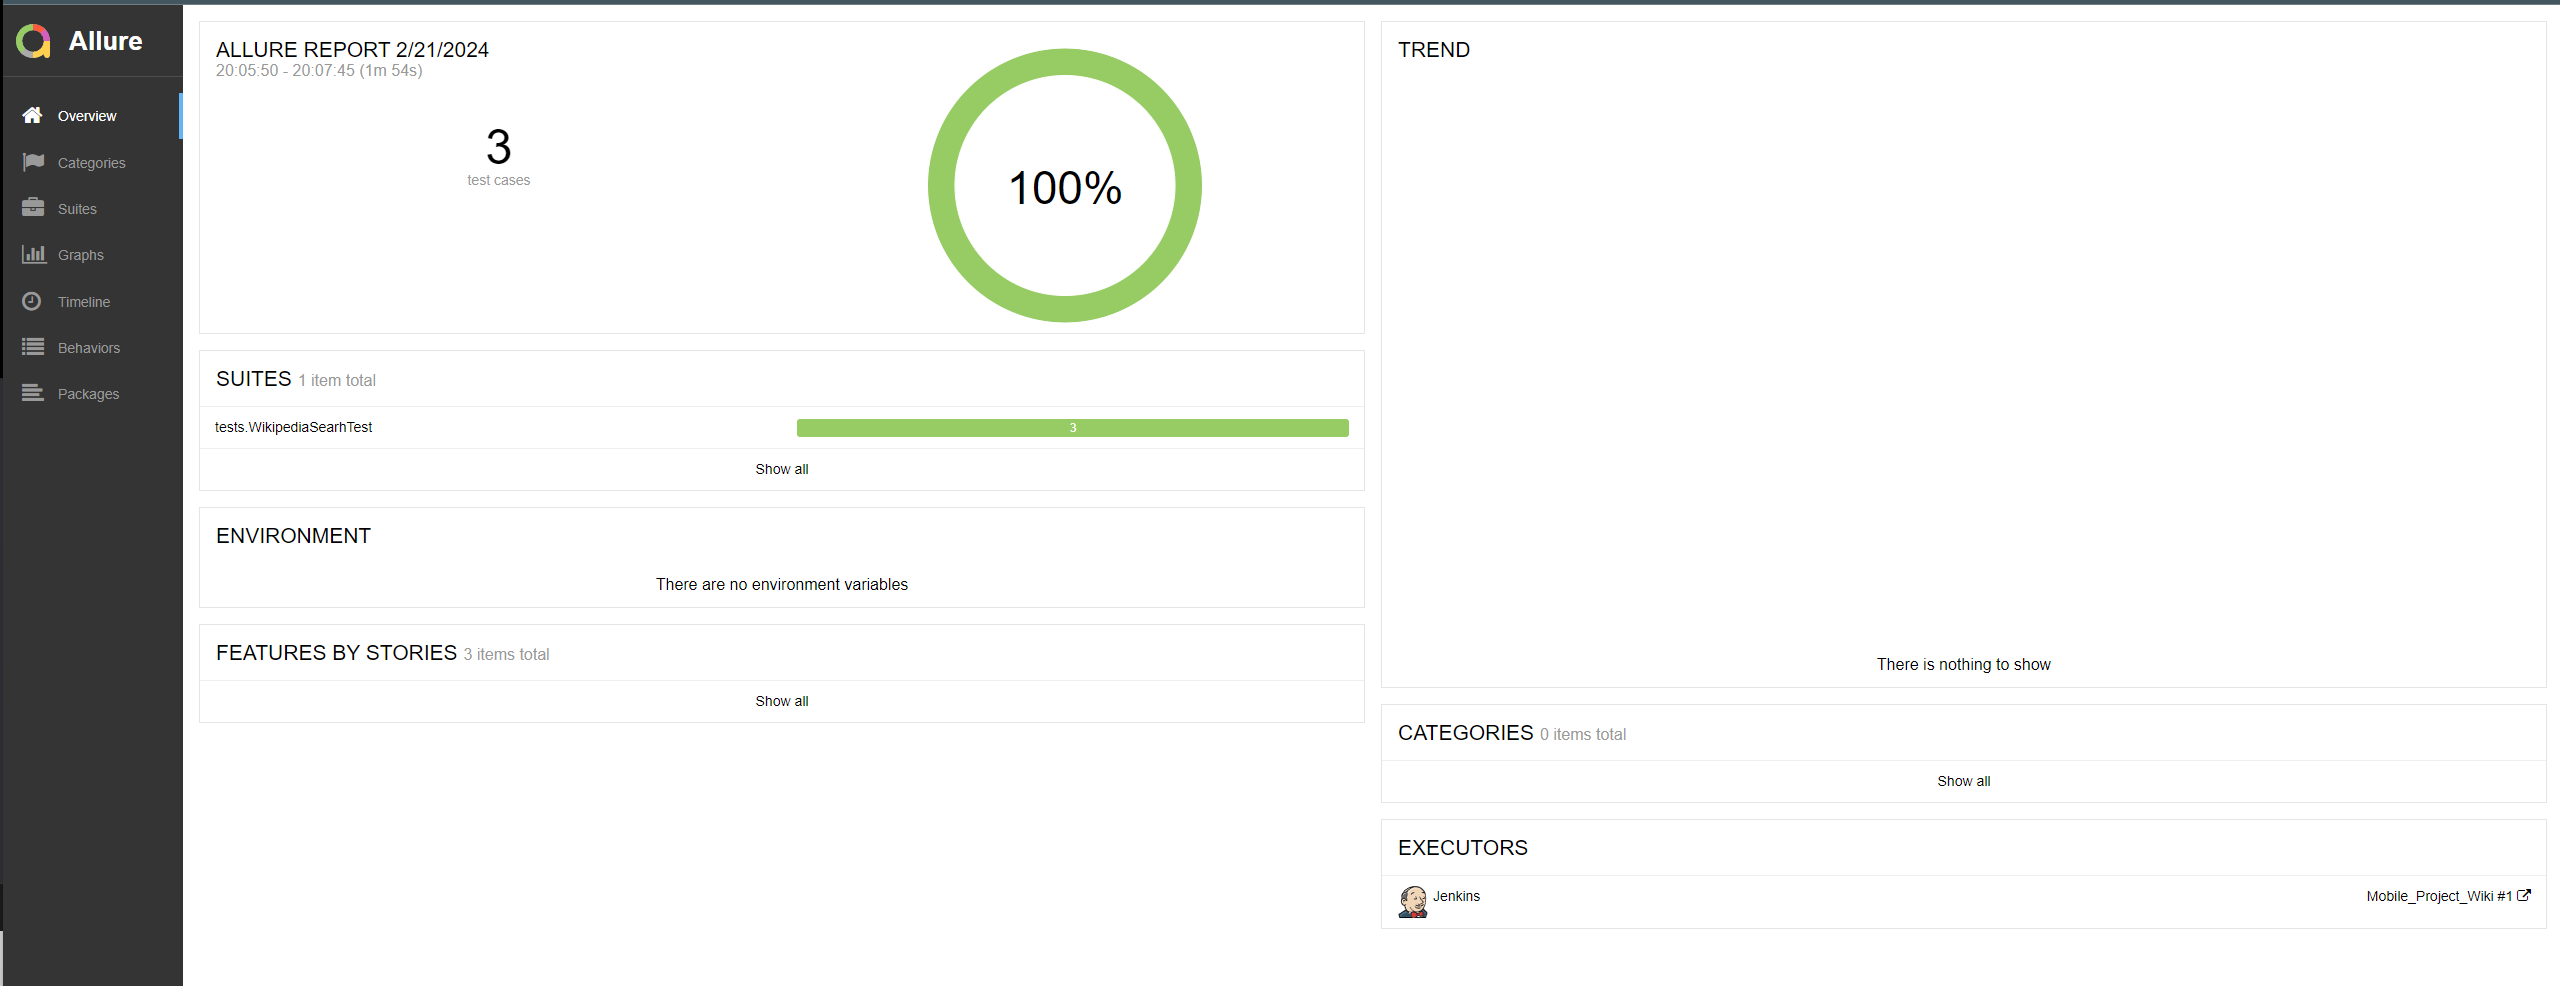 Allure
Overview
Categories
Suites
Graphs
Timeline
Behaviors
Packages
ALLURE REPORT 2/21/2024
20:05:50 - 20:07:45 (1m 54s)
3
test cases
100%
SUITES 1 item total
tests.WikipediaSearhTest 3
Show all
ENVIRONMENT
There are no environment variables
FEATURES BY STORIES 3 items total
Show all
TREND
There is nothing to show
CATEGORIES 0 items total
Show all
EXECUTORS
Jenkins Mobile_Project_Wiki #1